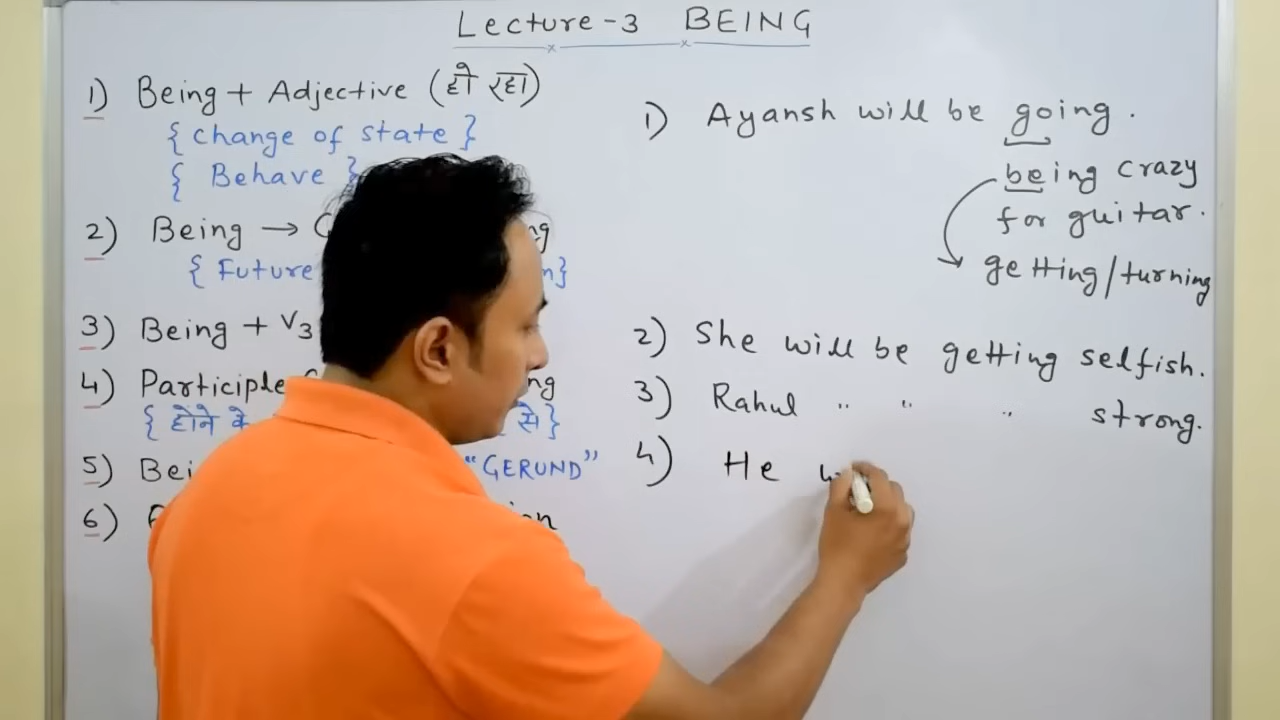 Lecture-3 BEING
1) Being + Adjective (हो रहा)
{ change of state }
{ Behave }
2) Being →
{ Future
3) Being + V3
4) Participle
{ होने के से }
5) "GERUND"
6)
1) Ayansh will be going.
being crazy
for guitar.
getting/turning
2) She will be getting selfish.
3) Rahul " " " strong.
4) He